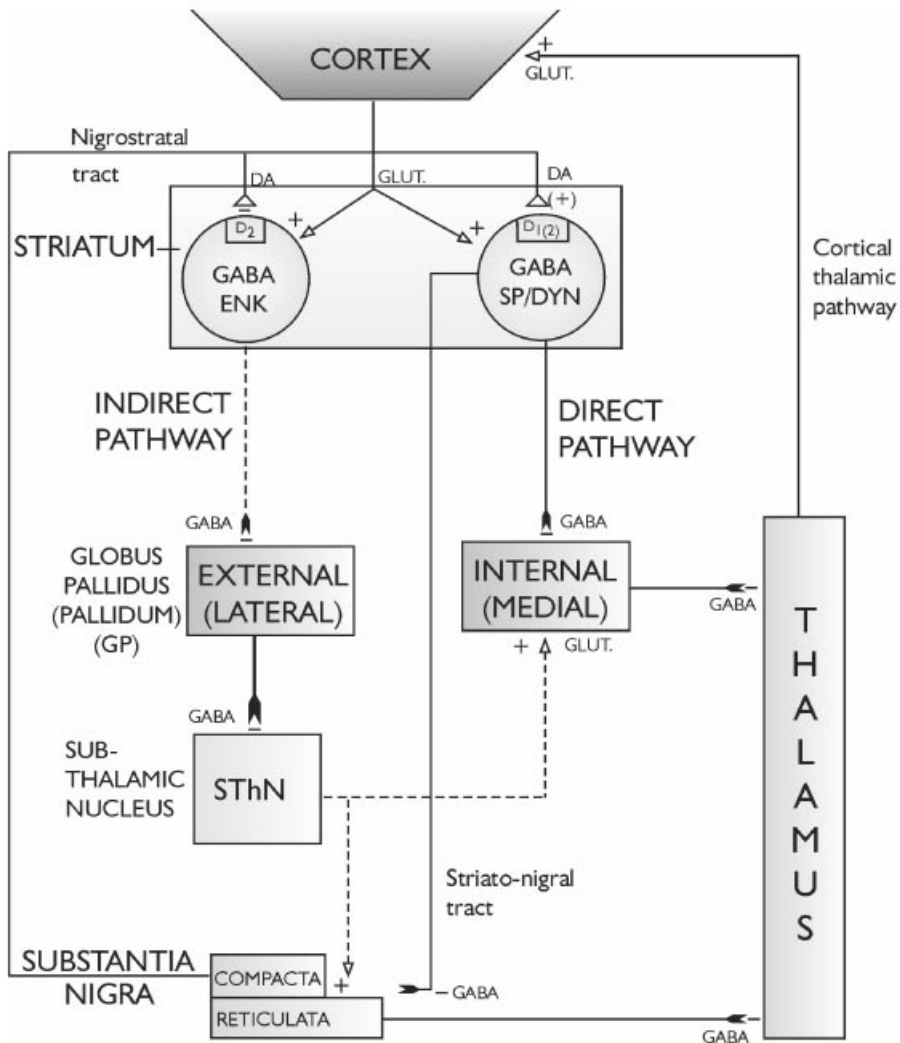 CORTEX
+
GLUT.
Nigrostratal
tract
DA
GLUT.
DA
–
(+)
+
+
D2
D1(2)
STRIATUM
GABA
ENK
GABA
SP/DYN
Cortical
thalamic
pathway
INDIRECT
PATHWAY
DIRECT
PATHWAY
GABA
–
GABA
–
GLOBUS
PALLIDUS
(PALLIDUM)
(GP)
EXTERNAL
(LATERAL)
INTERNAL
(MEDIAL)
–
GABA
+ GLUT.
THALAMUS
GABA
–
SUB-
THALAMIC
NUCLEUS
SThN
Striato-nigral
tract
SUBSTANTIA
NIGRA
COMPACTA
+
– GABA
RETICULATA
–
GABA